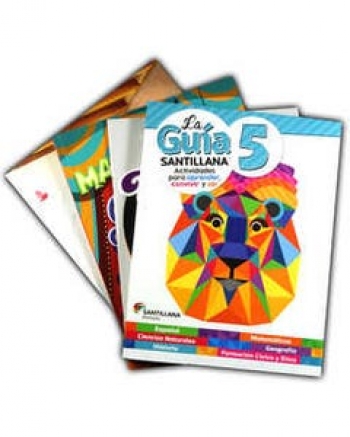 La
Guía 5
SANTILLANA
Actividades
para aprender,
convivir y ser
MA
SANTILLANA
Español
Matemáticas
Ciencias Naturales
Geografía
Historia
Formación Cívica y Ética